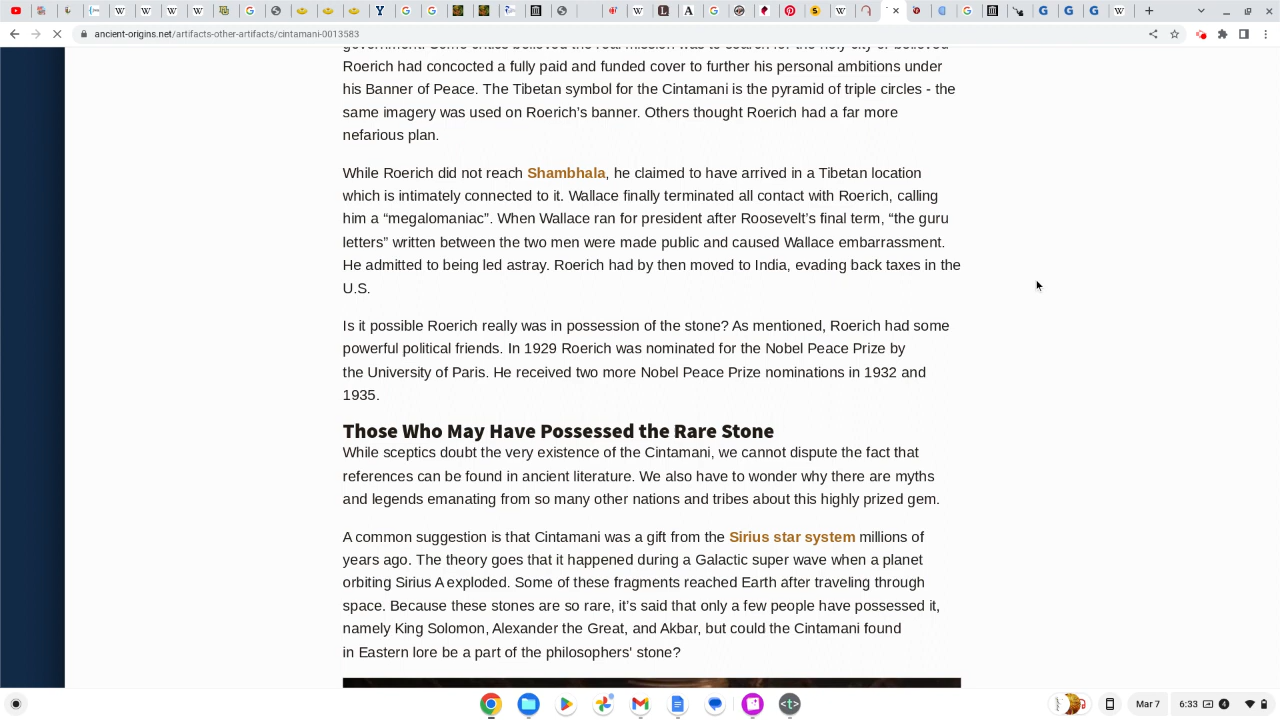 ancient-origins.net/artifacts-other-artifacts/cintamani-0013583
Roerich had concocted a fully paid and funded cover to further his personal ambitions under
his Banner of Peace. The Tibetan symbol for the Cintamani is the pyramid of triple circles - the
same imagery was used on Roerich’s banner. Others thought Roerich had a far more
nefarious plan.
While Roerich did not reach Shambhala, he claimed to have arrived in a Tibetan location
which is intimately connected to it. Wallace finally terminated all contact with Roerich, calling
him a “megalomaniac”. When Wallace ran for president after Roosevelt’s final term, “the guru
letters” written between the two men were made public and caused Wallace embarrassment.
He admitted to being led astray. Roerich had by then moved to India, evading back taxes in the
U.S.
Is it possible Roerich really was in possession of the stone? As mentioned, Roerich had some
powerful political friends. In 1929 Roerich was nominated for the Nobel Peace Prize by
the University of Paris. He received two more Nobel Peace Prize nominations in 1932 and
1935.
Those Who May Have Possessed the Rare Stone
While sceptics doubt the very existence of the Cintamani, we cannot dispute the fact that
references can be found in ancient literature. We also have to wonder why there are myths
and legends emanating from so many other nations and tribes about this highly prized gem.
A common suggestion is that Cintamani was a gift from the Sirius star system millions of
years ago. The theory goes that it happened during a Galactic super wave when a planet
orbiting Sirius A exploded. Some of these fragments reached Earth after traveling through
space. Because these stones are so rare, it’s said that only a few people have possessed it,
namely King Solomon, Alexander the Great, and Akbar, but could the Cintamani found
in Eastern lore be a part of the philosophers' stone?
Mar 7
6:33
4